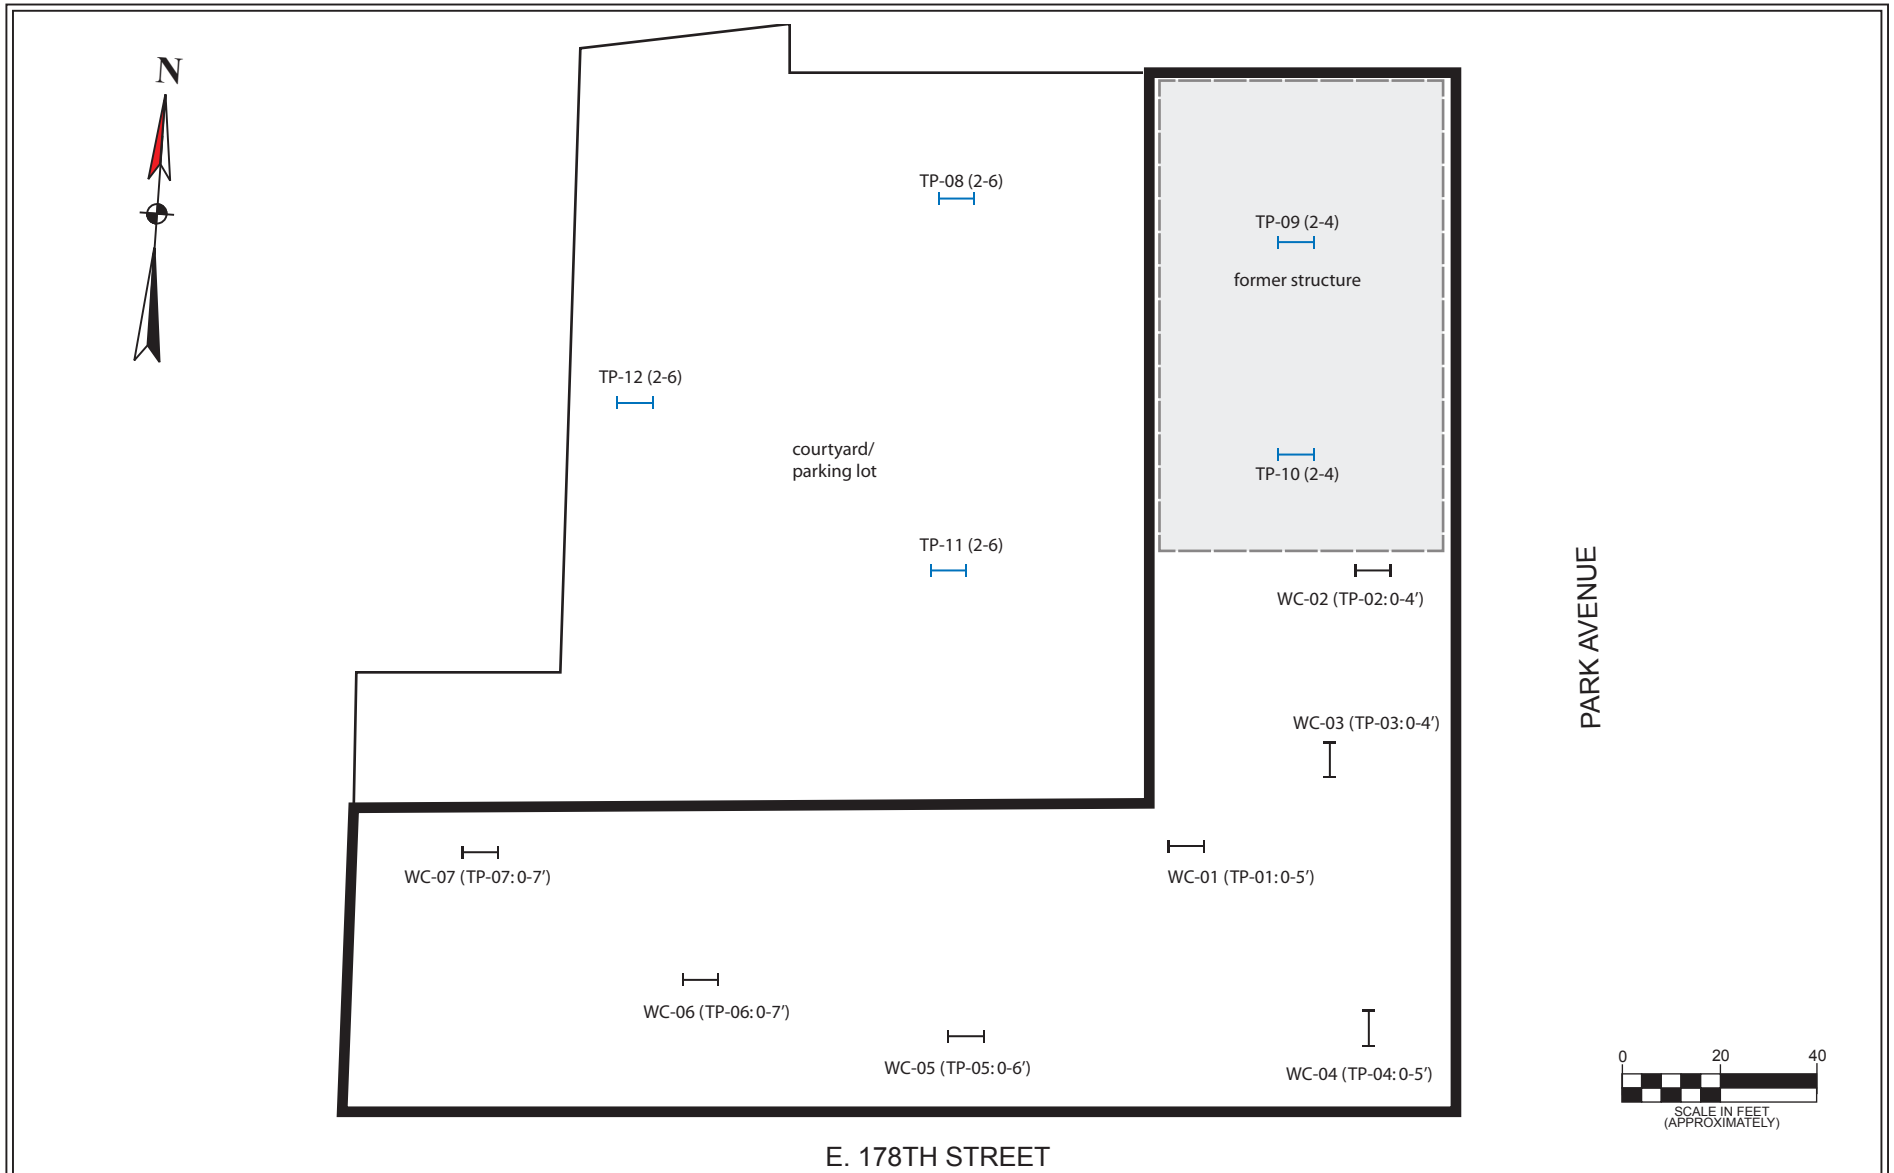 N
TP-08 (2-6)
TP-09 (2-4)
former structure
TP-12 (2-6)
courtyard/
parking lot
TP-10 (2-4)
TP-11 (2-6)
WC-02 (TP-02: 0-4')
PARK AVENUE
WC-03 (TP-03: 0-4')
WC-07 (TP-07: 0-7')
WC-01 (TP-01: 0-5')
WC-06 (TP-06: 0-7')
WC-05 (TP-05: 0-6')
WC-04 (TP-04: 0-5')
0 20 40
SCALE IN FEET
(APPROXIMATELY)
E. 178TH STREET